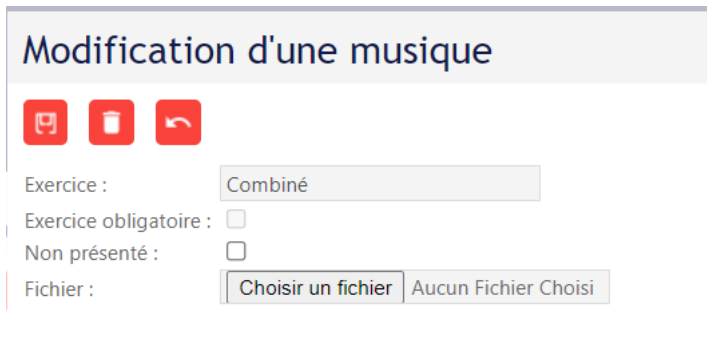 Modification d'une musique
Exercice : Combiné
Exercice obligatoire :
Non présenté :
Fichier : Choisir un fichier Aucun Fichier Choisi